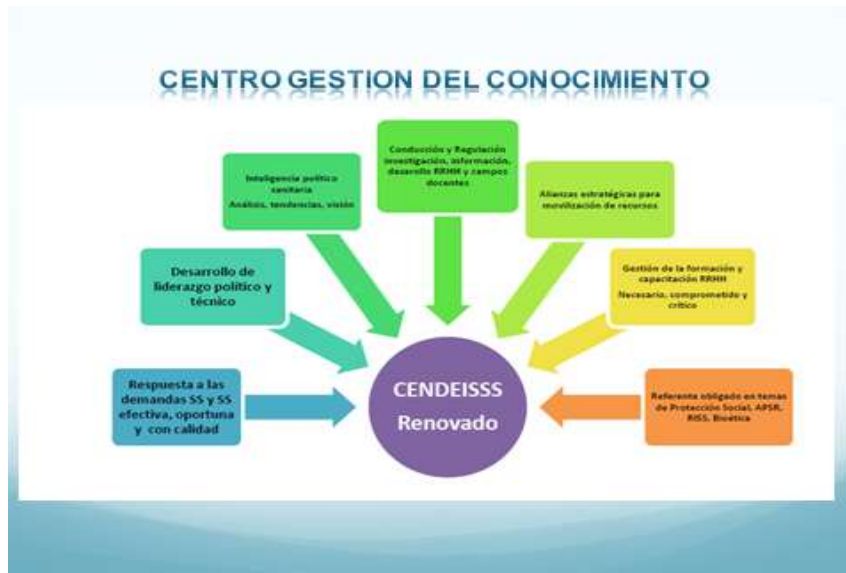 CENTRO GESTION DEL CONOCIMIENTO
Respuesta a las
demandas SS y SS
efectiva, oportuna
y con calidad
Desarrollo de
liderazgo político y
técnico
Inteligencia político
sanitaria
Análisis, tendencias, visión
Conducción y Regulación
investigación, información,
desarrollo RRHH y campos
docentes
Alianzas estratégicas para
movilización de recursos
Gestión de la formación y
capacitación RRHH
Necesario, comprometido y
crítico
Referente obligado en temas
de Protección Social, APSR,
RISS, Bioética
CENDEISSS
Renovado